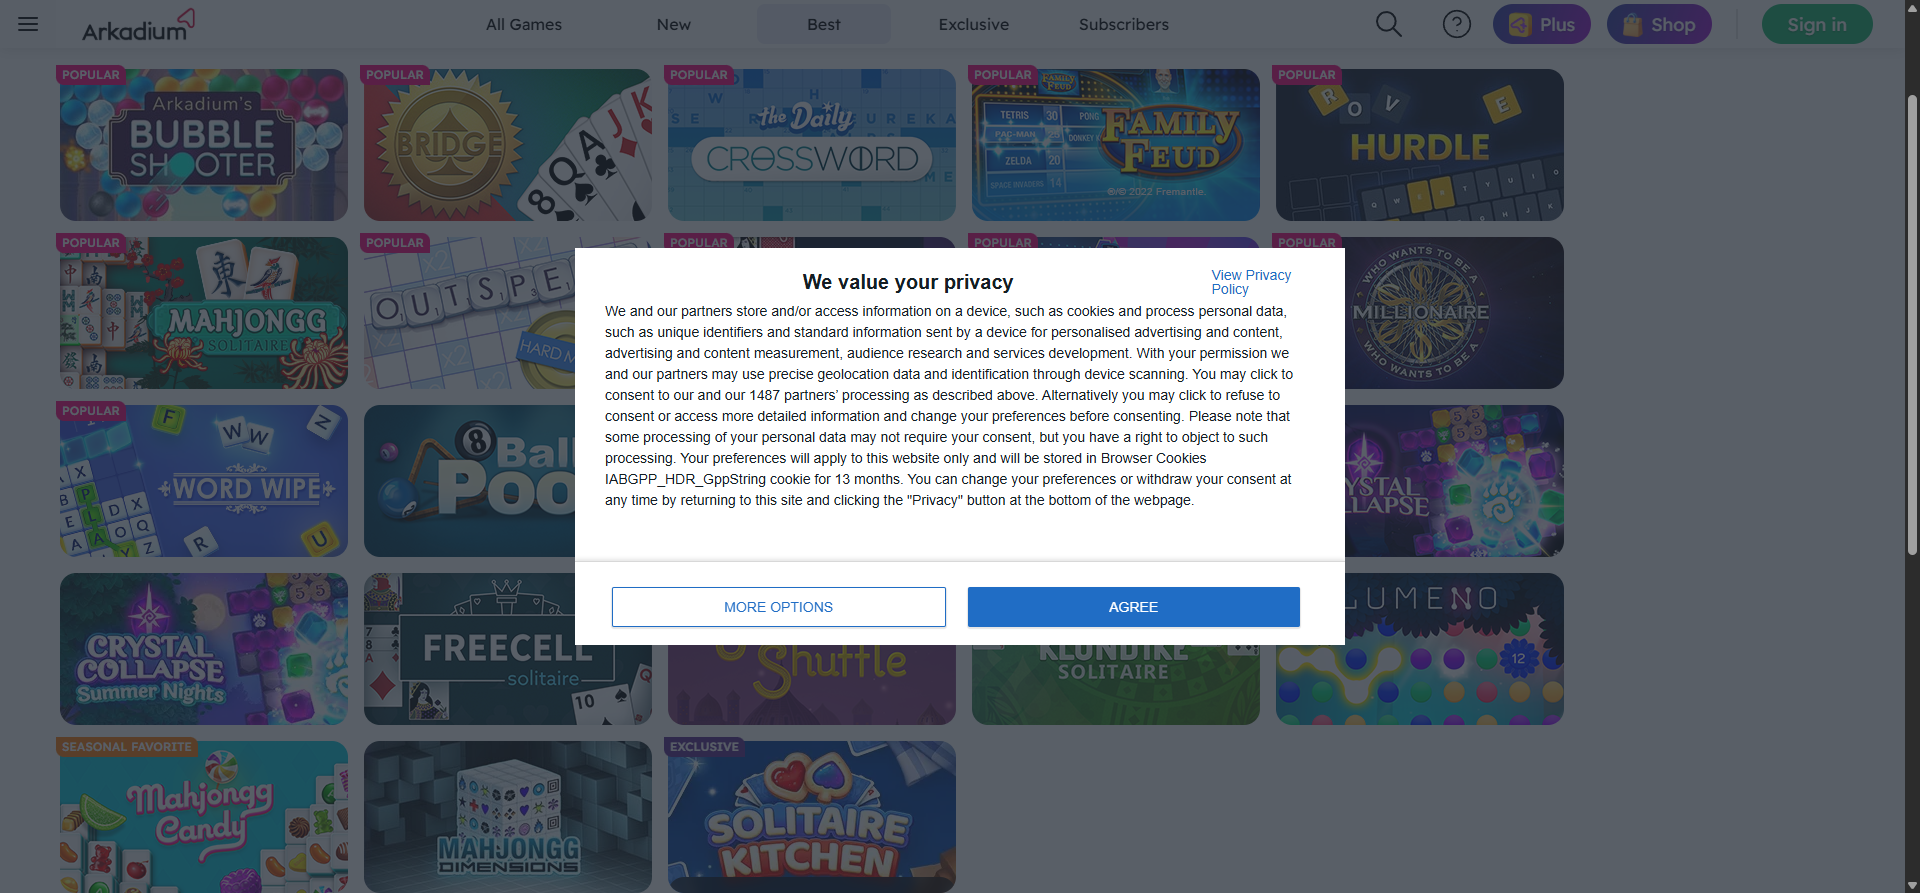 Arkadium
All Games
New
Best
Exclusive
Subscribers
Plus
Shop
Sign in
POPULAR
Arkadium's
BUBBLE
SHOOTER
POPULAR
BRIDGE
8 Q A J K
POPULAR
the Daily
CROSSWORD
POPULAR
FAMILY FEUD
TETRIS 30 PONG
PAC-MAN
DONKEY
ZELDA 20
SPACE INVADERS 14
FAMILY
FEUD
®/© 2022 Fremantle.
POPULAR
R O V E
HURDLE
POPULAR
MAHJONGG
SOLITAIRE
POPULAR
OUTSPE
HARD M
POPULAR
POPULAR
POPULAR
WHO WANTS TO BE A
MILLIONAIRE
WHO WANTS TO BE A
We value your privacy
View Privacy
Policy
We and our partners store and/or access information on a device, such as cookies and process personal data,
such as unique identifiers and standard information sent by a device for personalised advertising and content,
advertising and content measurement, audience research and services development. With your permission we
and our partners may use precise geolocation data and identification through device scanning. You may click to
consent to our and our 1487 partners’ processing as described above. Alternatively you may click to refuse to
consent or access more detailed information and change your preferences before consenting. Please note that
some processing of your personal data may not require your consent, but you have a right to object to such
processing. Your preferences will apply to this website only and will be stored in Browser Cookies
IABGPP_HDR_GppString cookie for 13 months. You can change your preferences or withdraw your consent at
any time by returning to this site and clicking the "Privacy" button at the bottom of the webpage.
MORE OPTIONS
AGREE
POPULAR
WORD WIPE
8 Ball
Poo
YSTAL
LLAPSE
CRYSTAL
COLLAPSE
Summer Nights
FREECELL
solitaire
Shuffle
KLONDIKE
SOLITAIRE
LUMENO
12
SEASONAL FAVORITE
Mahjongg
Candy
MAHJONGG
DIMENSIONS
EXCLUSIVE
SOLITAIRE
KITCHEN